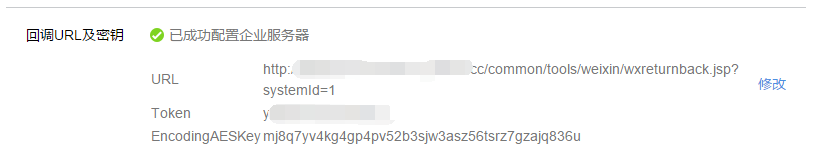 回调URL及密钥 已成功配置企业服务器
URL http: cc/common/tools/weixin/wxreturnback.jsp?
systemId=1 修改
Token y
EncodingAESKey mj8q7yv4kg4gp4pv52b3sjw3asz56tsrz7gzajq836u